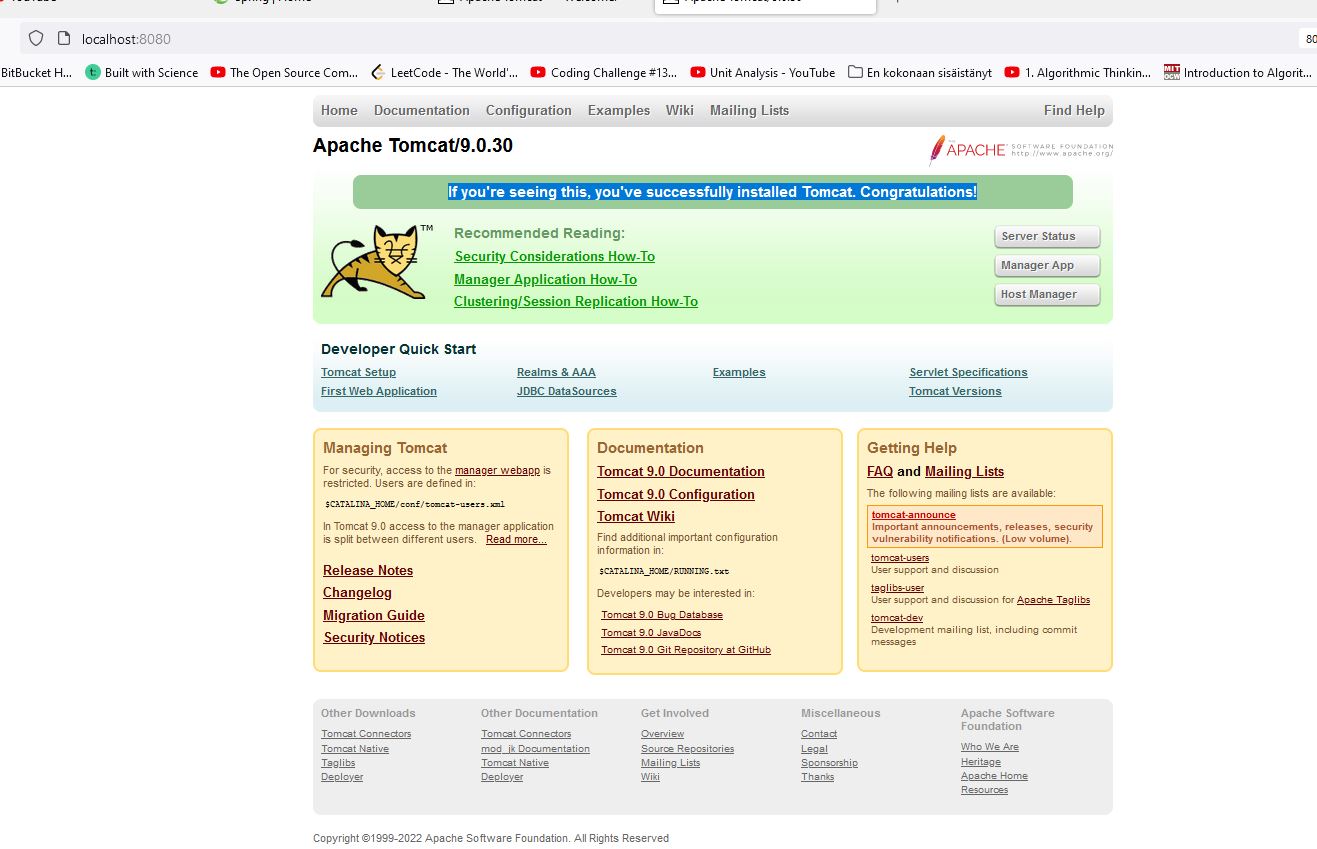 localhost:8080
80
BitBucket H...
Built with Science
The Open Source Com...
LeetCode - The World'...
Coding Challenge #13...
Unit Analysis - YouTube
En kokonaan sisäistänyt
1. Algorithmic Thinkin...
Introduction to Algorit...
Home Documentation Configuration Examples Wiki Mailing Lists Find Help
Apache Tomcat/9.0.30
THE APACHE SOFTWARE FOUNDATION
http://www.apache.org/
If you're seeing this, you've successfully installed Tomcat. Congratulations!
TM
Recommended Reading:
Security Considerations How-To
Manager Application How-To
Clustering/Session Replication How-To
Server Status
Manager App
Host Manager
Developer Quick Start
Tomcat Setup
First Web Application
Realms & AAA
JDBC DataSources
Examples
Servlet Specifications
Tomcat Versions
Managing Tomcat
For security, access to the manager webapp is
restricted. Users are defined in:
$CATALINA_HOME/conf/tomcat-users.xml
In Tomcat 9.0 access to the manager application
is split between different users. Read more...
Release Notes
Changelog
Migration Guide
Security Notices
Documentation
Tomcat 9.0 Documentation
Tomcat 9.0 Configuration
Tomcat Wiki
Find additional important configuration
information in:
$CATALINA_HOME/RUNNING.txt
Developers may be interested in:
Tomcat 9.0 Bug Database
Tomcat 9.0 JavaDocs
Tomcat 9.0 Git Repository at GitHub
Getting Help
FAQ and Mailing Lists
The following mailing lists are available:
tomcat-announce
Important announcements, releases, security
vulnerability notifications. (Low volume).
tomcat-users
User support and discussion
taglibs-user
User support and discussion for Apache Taglibs
tomcat-dev
Development mailing list, including commit
messages
Other Downloads
Tomcat Connectors
Tomcat Native
Taglibs
Deployer
Other Documentation
Tomcat Connectors
mod_jk Documentation
Tomcat Native
Deployer
Get Involved
Overview
Source Repositories
Mailing Lists
Wiki
Miscellaneous
Contact
Legal
Sponsorship
Thanks
Apache Software
Foundation
Who We Are
Heritage
Apache Home
Resources
Copyright ©1999-2022 Apache Software Foundation. All Rights Reserved